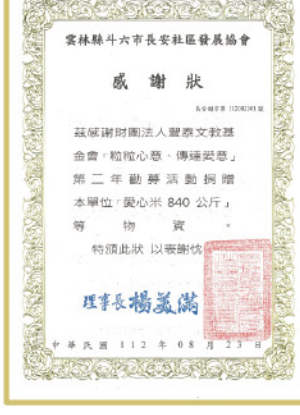 雲林縣斗六市長安社區發展協會
感謝狀
茲感謝財團法人豐泰文教基
金會「粒粒心意、傳達愛意」
第二年勸募活動捐贈
本單位「愛心米 840 公斤」
等物資。
特頒此狀 以表謝忱
理事長楊美滿
中華民國 112 年 08 月 23 日